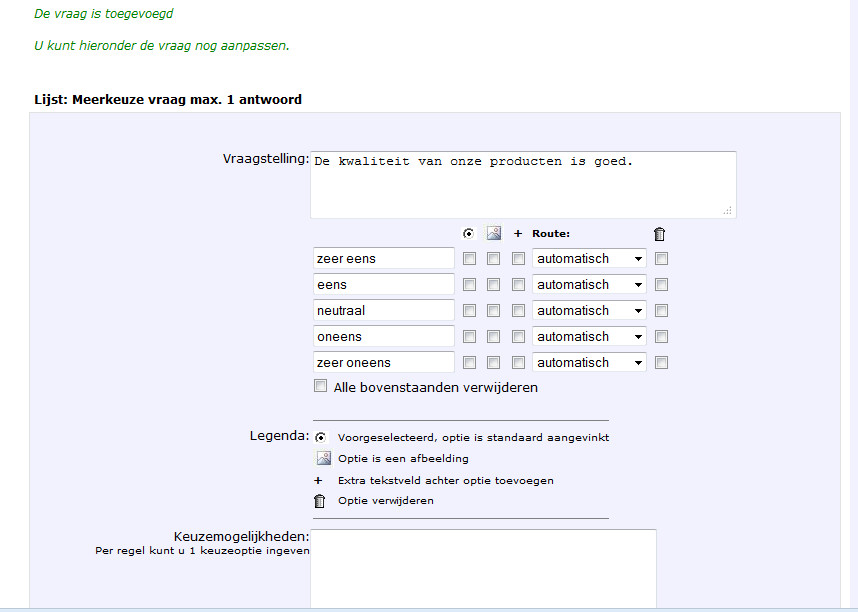 De vraag is toegevoegd
U kunt hieronder de vraag nog aanpassen.
Lijst: Meerkeuze vraag max. 1 antwoord
Vraagstelling: De kwaliteit van onze producten is goed.
+ Route:
zeer eens automatisch
eens automatisch
neutraal automatisch
oneens automatisch
zeer oneens automatisch
Alle bovenstaanden verwijderen
Legenda: Voorgeselecteerd, optie is standaard aangevinkt
Optie is een afbeelding
+ Extra tekstveld achter optie toevoegen
Optie verwijderen
Keuzemogelijkheden:
Per regel kunt u 1 keuzeoptie ingeven